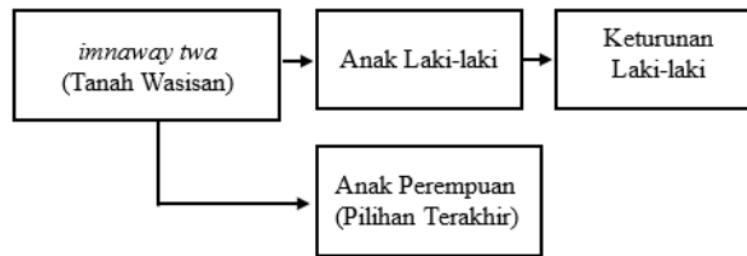 imnaway twa
(Tanah Wasisan)
Anak Laki-laki
Keturunan
Laki-laki
Anak Perempuan
(Pilihan Terakhir)